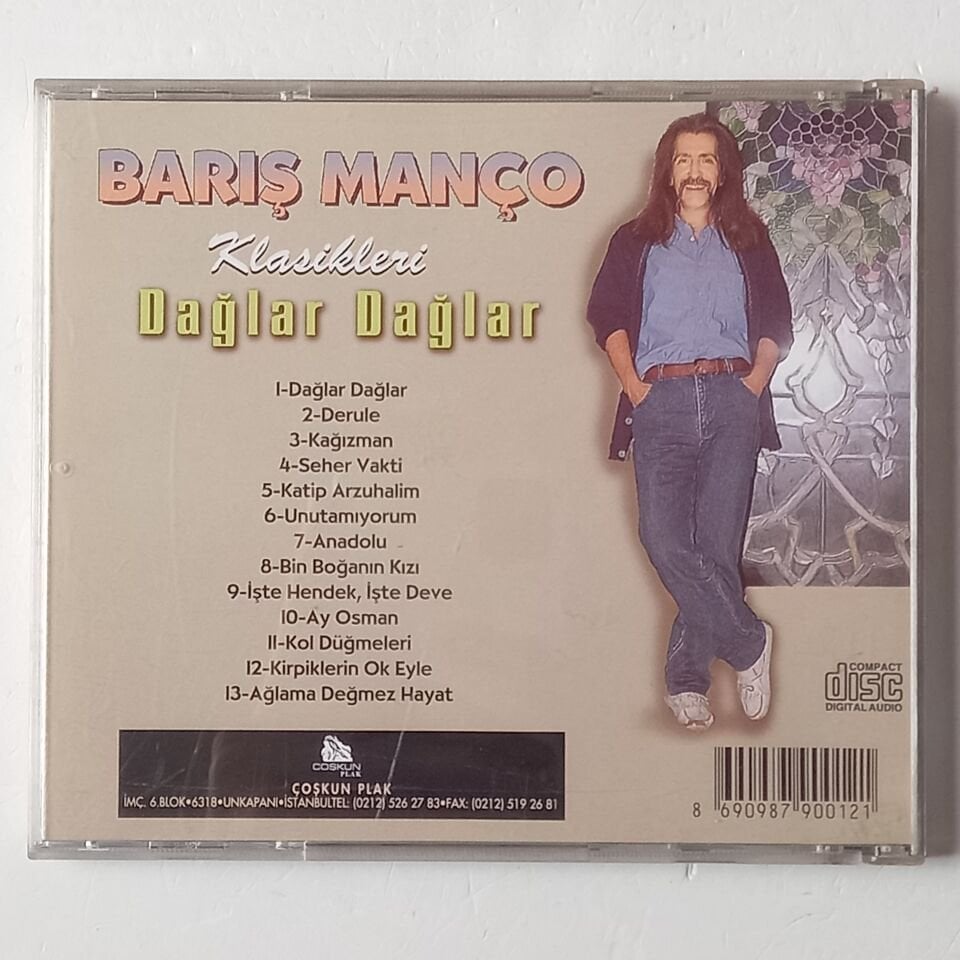 BARIŞ MANÇO
Klasikleri
Dağlar Dağlar
1-Dağlar Dağlar
2-Derule
3-Kağızman
4-Seher Vakti
5-Katip Arzuhalim
6-Unutamıyorum
7-Anadolu
8-Bin Boğanın Kızı
9-İşte Hendek, İşte Deve
10-Ay Osman
11-Kol Düğmeleri
12-Kirpiklerin Ok Eyle
13-Ağlama Değmez Hayat
COŞKUN
PLAK
ÇOŞKUN PLAK
İMÇ. 6.BLOK•6318•UNKAPANI•İSTANBULTEL: (0212) 526 27 83•FAX: (0212) 519 26 81
COMPACT
disc
DIGITAL AUDIO
8 690987 900121